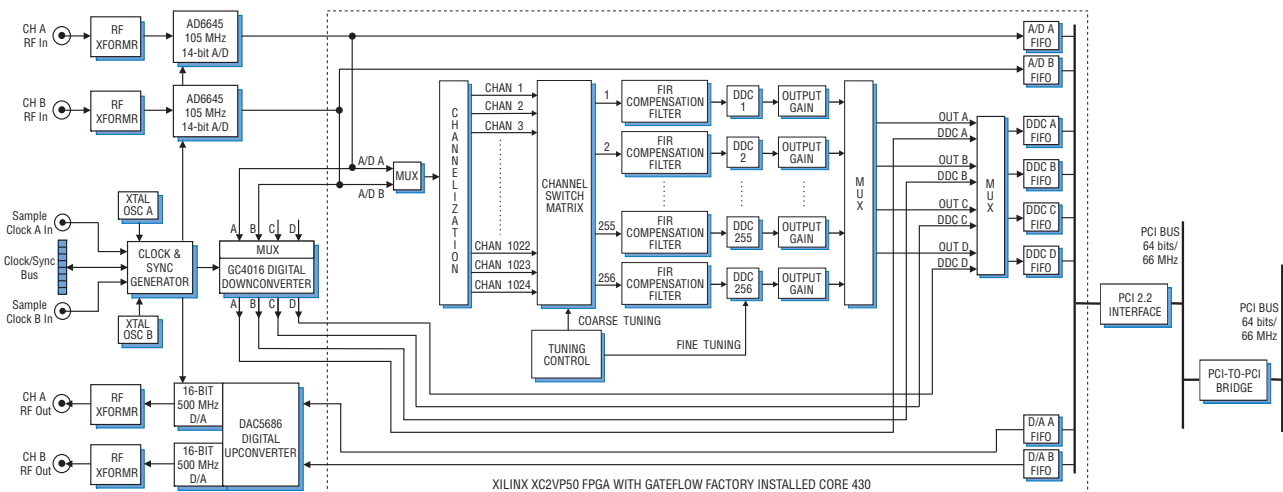 CH A
RF In
RF
XFORMR
AD6645
105 MHz
14-bit A/D
CH B
RF In
RF
XFORMR
AD6645
105 MHz
14-bit A/D
XTAL
OSC A
Sample
Clock A In
Clock/Sync
Bus
Sample
Clock B In
CLOCK &
SYNC
GENERATOR
XTAL
OSC B
A B C D
MUX
GC4016 DIGITAL
DOWNCONVERTER
A B C D
A/D A
A/D B
MUX
CHANNELIZATION
CHAN 1
CHAN 2
CHAN 3
CHAN 1022
CHAN 1023
CHAN 1024
CHANNEL
SWITCH
MATRIX
1
2
255
256
FIR
COMPENSATION
FILTER
DDC
1
OUTPUT
GAIN
FIR
COMPENSATION
FILTER
DDC
2
OUTPUT
GAIN
FIR
COMPENSATION
FILTER
DDC
255
OUTPUT
GAIN
FIR
COMPENSATION
FILTER
DDC
256
OUTPUT
GAIN
COARSE TUNING
TUNING
CONTROL
FINE TUNING
MUX
OUT A
DDC A
OUT B
DDC B
OUT C
DDC C
OUT D
DDC D
MUX
A/D A
FIFO
A/D B
FIFO
DDC A
FIFO
DDC B
FIFO
DDC C
FIFO
DDC D
FIFO
D/A A
FIFO
D/A B
FIFO
PCI 2.2
INTERFACE
PCI BUS
64 bits/
66 MHz
PCI-TO-PCI
BRIDGE
PCI BUS
64 bits/
66 MHz
CH A
RF Out
RF
XFORMR
16-BIT
500 MHz
D/A
CH B
RF Out
RF
XFORMR
16-BIT
500 MHz
D/A
DAC5686
DIGITAL
UPCONVERTER
XILINX XC2VP50 FPGA WITH GATEFLOW FACTORY INSTALLED CORE 430